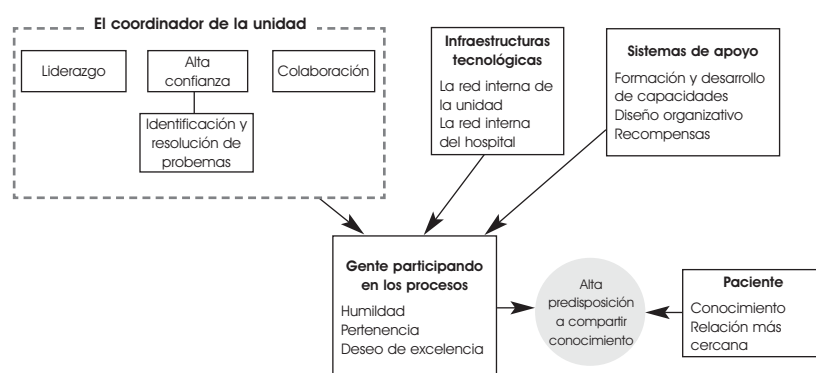 El coordinador de la unidad
Liderazgo
Alta
confianza
Colaboración
Identificación y
resolución de
probemas
Infraestructuras
tecnológicas
La red interna de
la unidad
La red interna
del hospital
Sistemas de apoyo
Formación y desarrollo
de capacidades
Diseño organizativo
Recompensas
Gente participando
en los procesos
Humildad
Pertenencia
Deseo de excelencia
Alta
predisposición
a compartir
conocimiento
Paciente
Conocimiento
Relación más
cercana